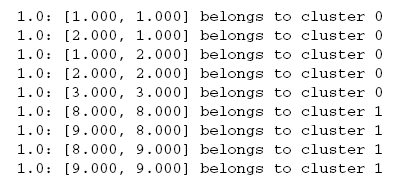 1.0: [1.000, 1.000] belongs to cluster 0
1.0: [2.000, 1.000] belongs to cluster 0
1.0: [1.000, 2.000] belongs to cluster 0
1.0: [2.000, 2.000] belongs to cluster 0
1.0: [3.000, 3.000] belongs to cluster 0
1.0: [8.000, 8.000] belongs to cluster 1
1.0: [9.000, 8.000] belongs to cluster 1
1.0: [8.000, 9.000] belongs to cluster 1
1.0: [9.000, 9.000] belongs to cluster 1